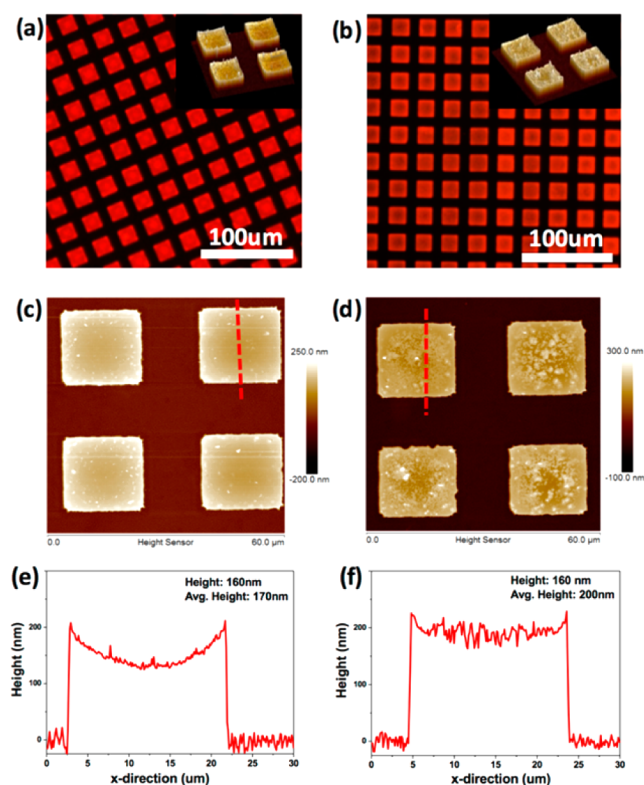 (a)
(b)
100um
100um
(c)
(d)
250.0 nm
-200.0 nm
300.0 nm
-100.0 nm
0.0
Height Sensor
60.0 µm
0.0
Height Sensor
60.0 µm
(e)
(f)
Height: 160nm
Avg. Height: 170nm
Height (nm)
200
100
0
0
5
10
15
20
25
30
x-direction (um)
Height: 160 nm
Avg. Height: 200nm
Height (nm)
200
100
0
0
5
10
15
20
25
30
x-direction (um)